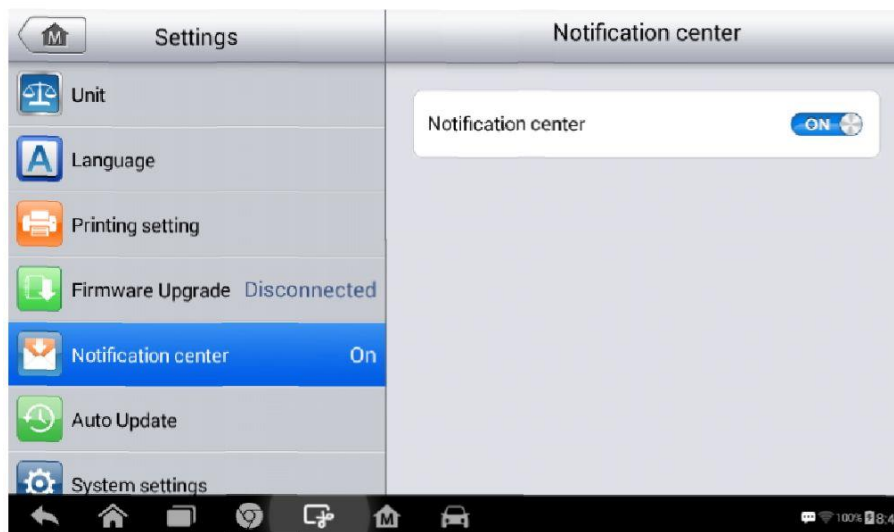 Settings
Notification center
Unit
Language
Printing setting
Firmware Upgrade Disconnected
Notification center On
Auto Update
System settings
Notification center ON
100%